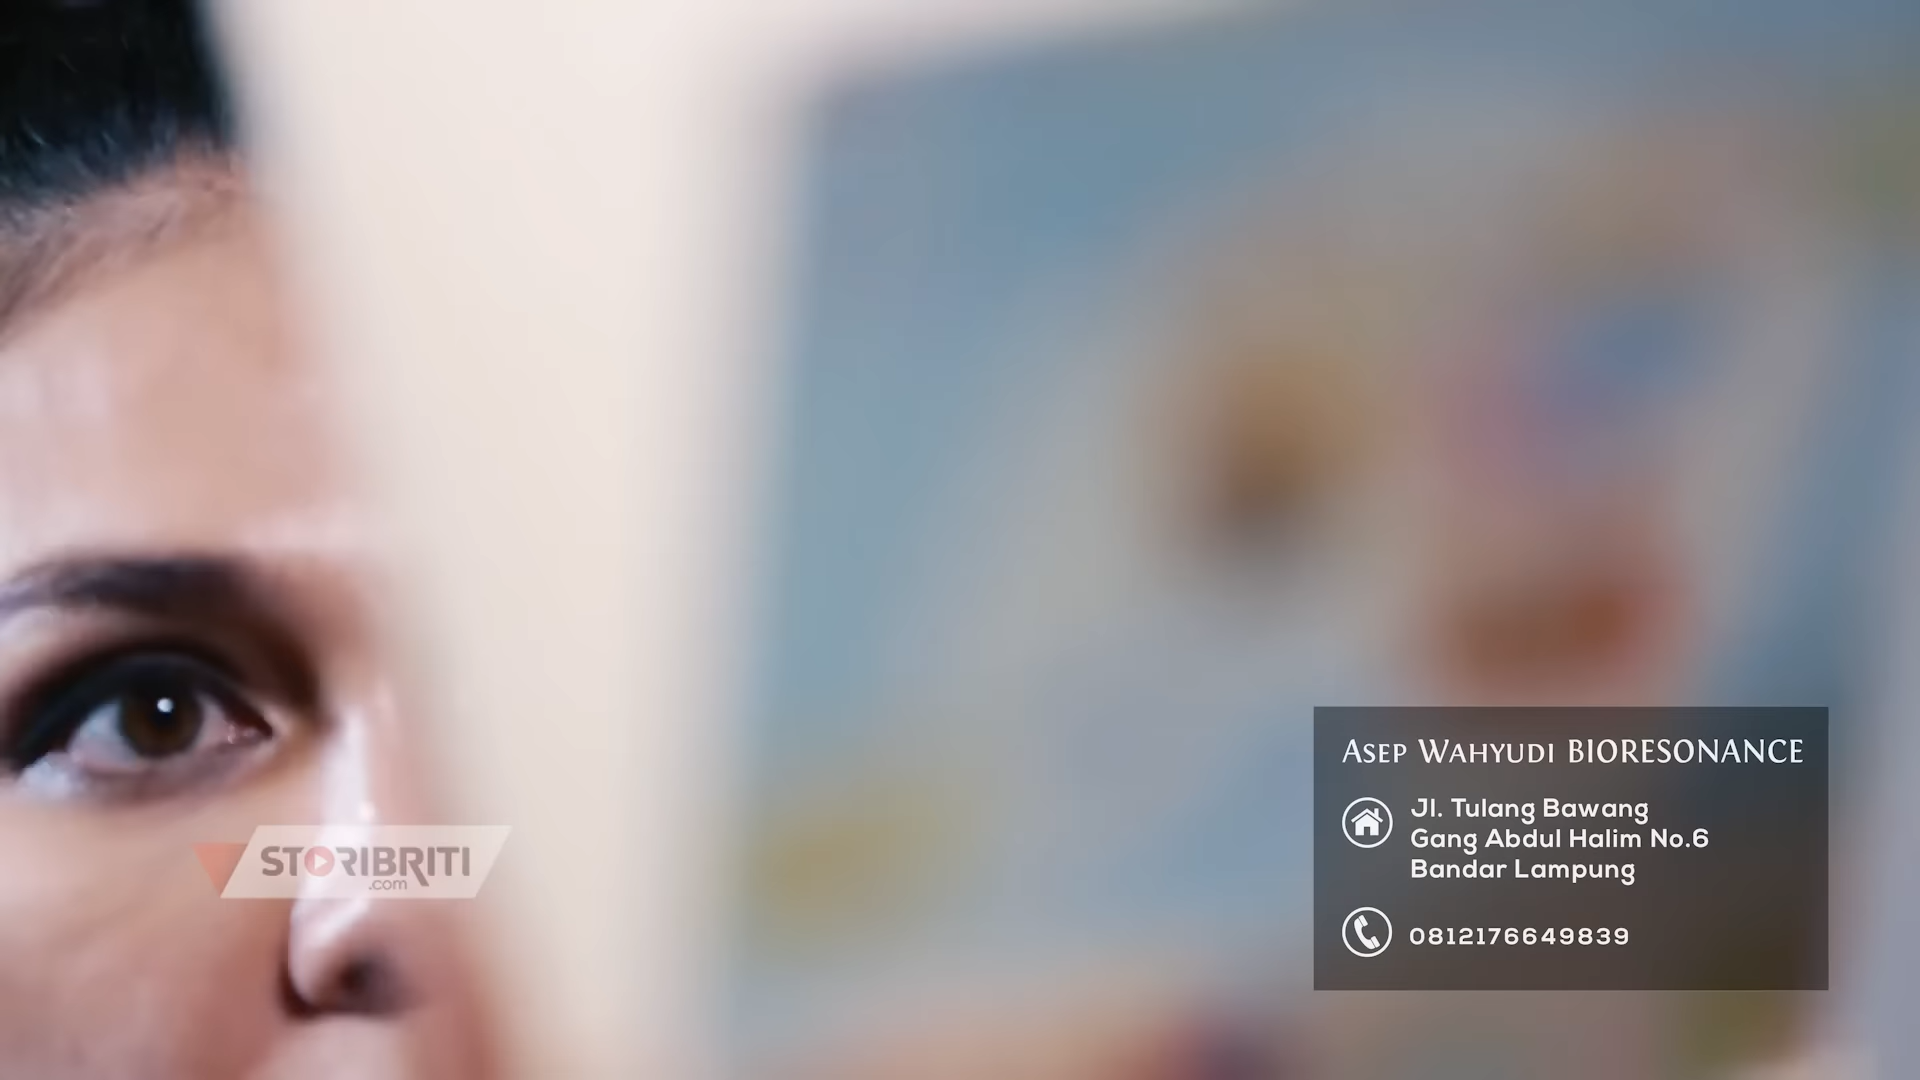 STORIBRITI
.com
Asep Wahyudi BIORESONANCE
Jl. Tulang Bawang
Gang Abdul Halim No.6
Bandar Lampung
0812176649839